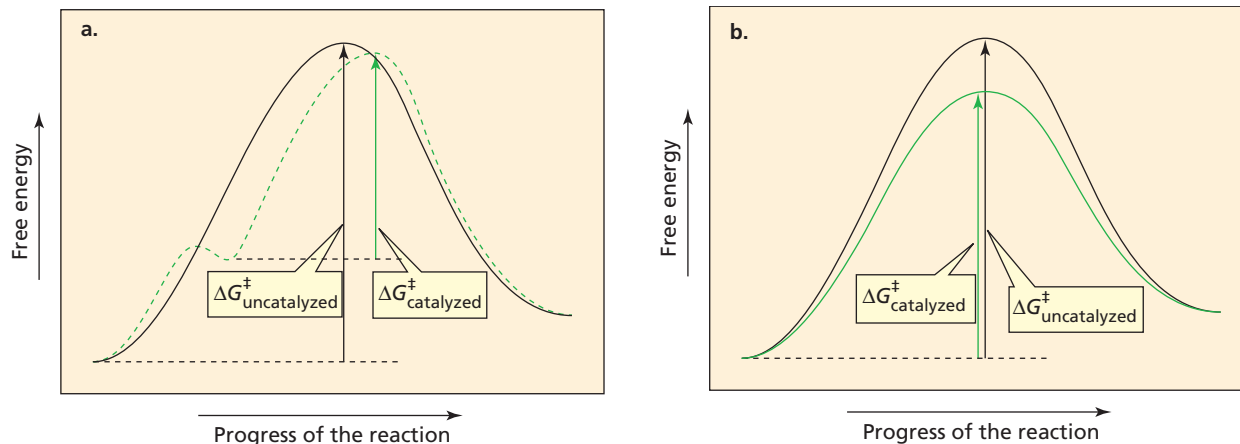 a.
Free energy
ΔG‡uncatalyzed
ΔG‡catalyzed
Progress of the reaction
b.
Free energy
ΔG‡catalyzed
ΔG‡uncatalyzed
Progress of the reaction